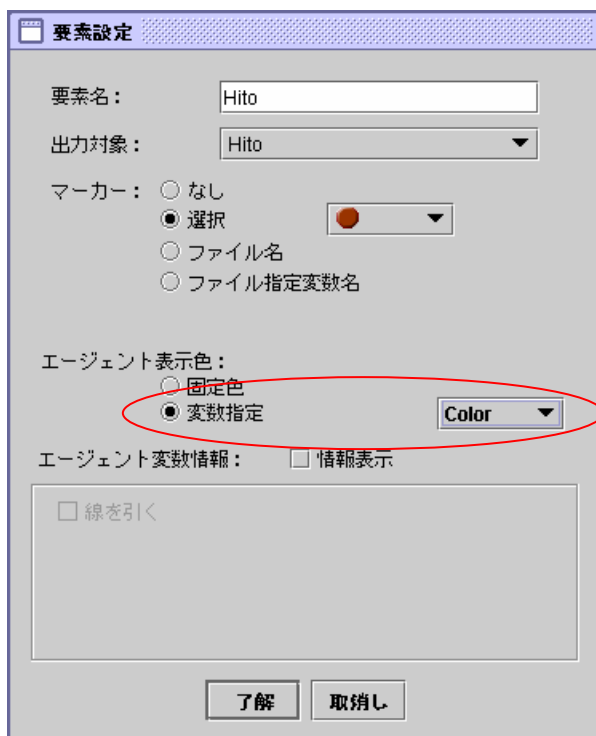 要素設定
要素名： Hito
出力対象： Hito
マーカー： なし
選択
ファイル名
ファイル指定変数名
エージェント表示色：
固定色
変数指定 Color
エージェント変数情報： 情報表示
線を引く
了解 取消し